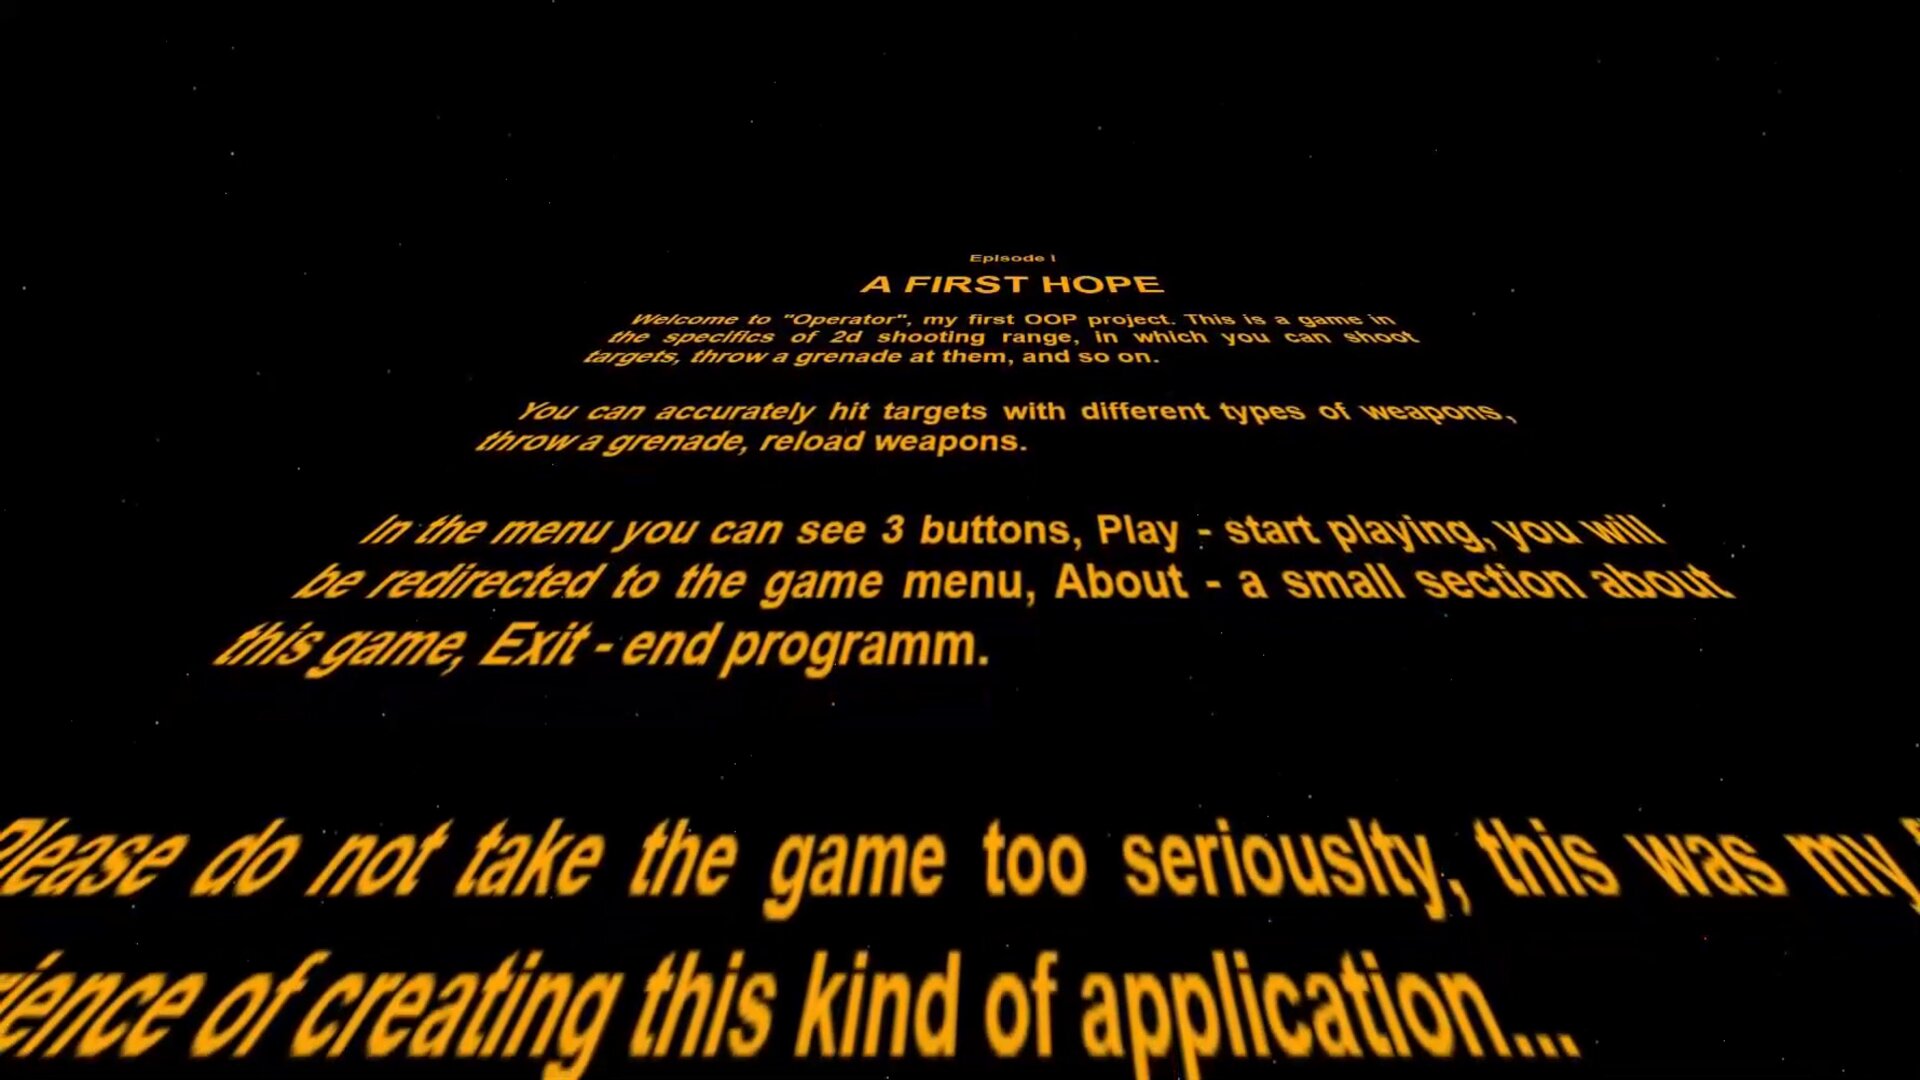 Episode I
A FIRST HOPE
Welcome to "Operator", my first OOP project. This is a game in
the specifics of 2d shooting range, in which you can shoot
targets, throw a grenade at them, and so on.
You can accurately hit targets with different types of weapons,
throw a grenade, reload weapons.
In the menu you can see 3 buttons, Play - start playing, you will
be redirected to the game menu, About - a small section about
this game, Exit - end programm.
Please do not take the game too seriouslty, this was my
of creating this kind of application...